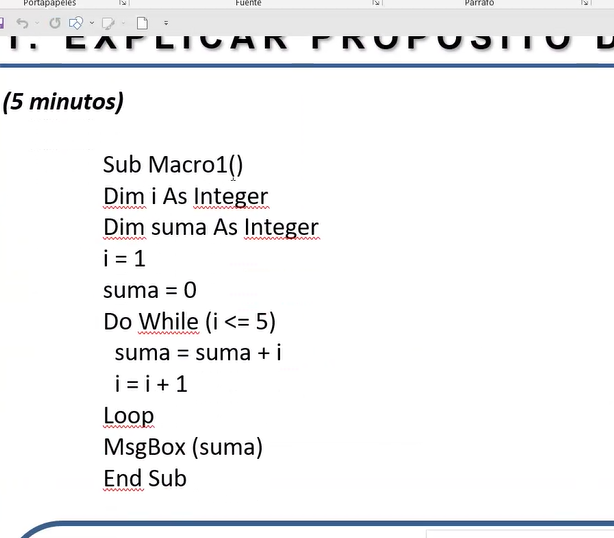 Portapapeles Fuente Párrafo
1. EXPLICAR PROPÓSITO D
(5 minutos)
Sub Macro1()
Dim i As Integer
Dim suma As Integer
i = 1
suma = 0
Do While (i <= 5)
suma = suma + i
i = i + 1
Loop
MsgBox (suma)
End Sub